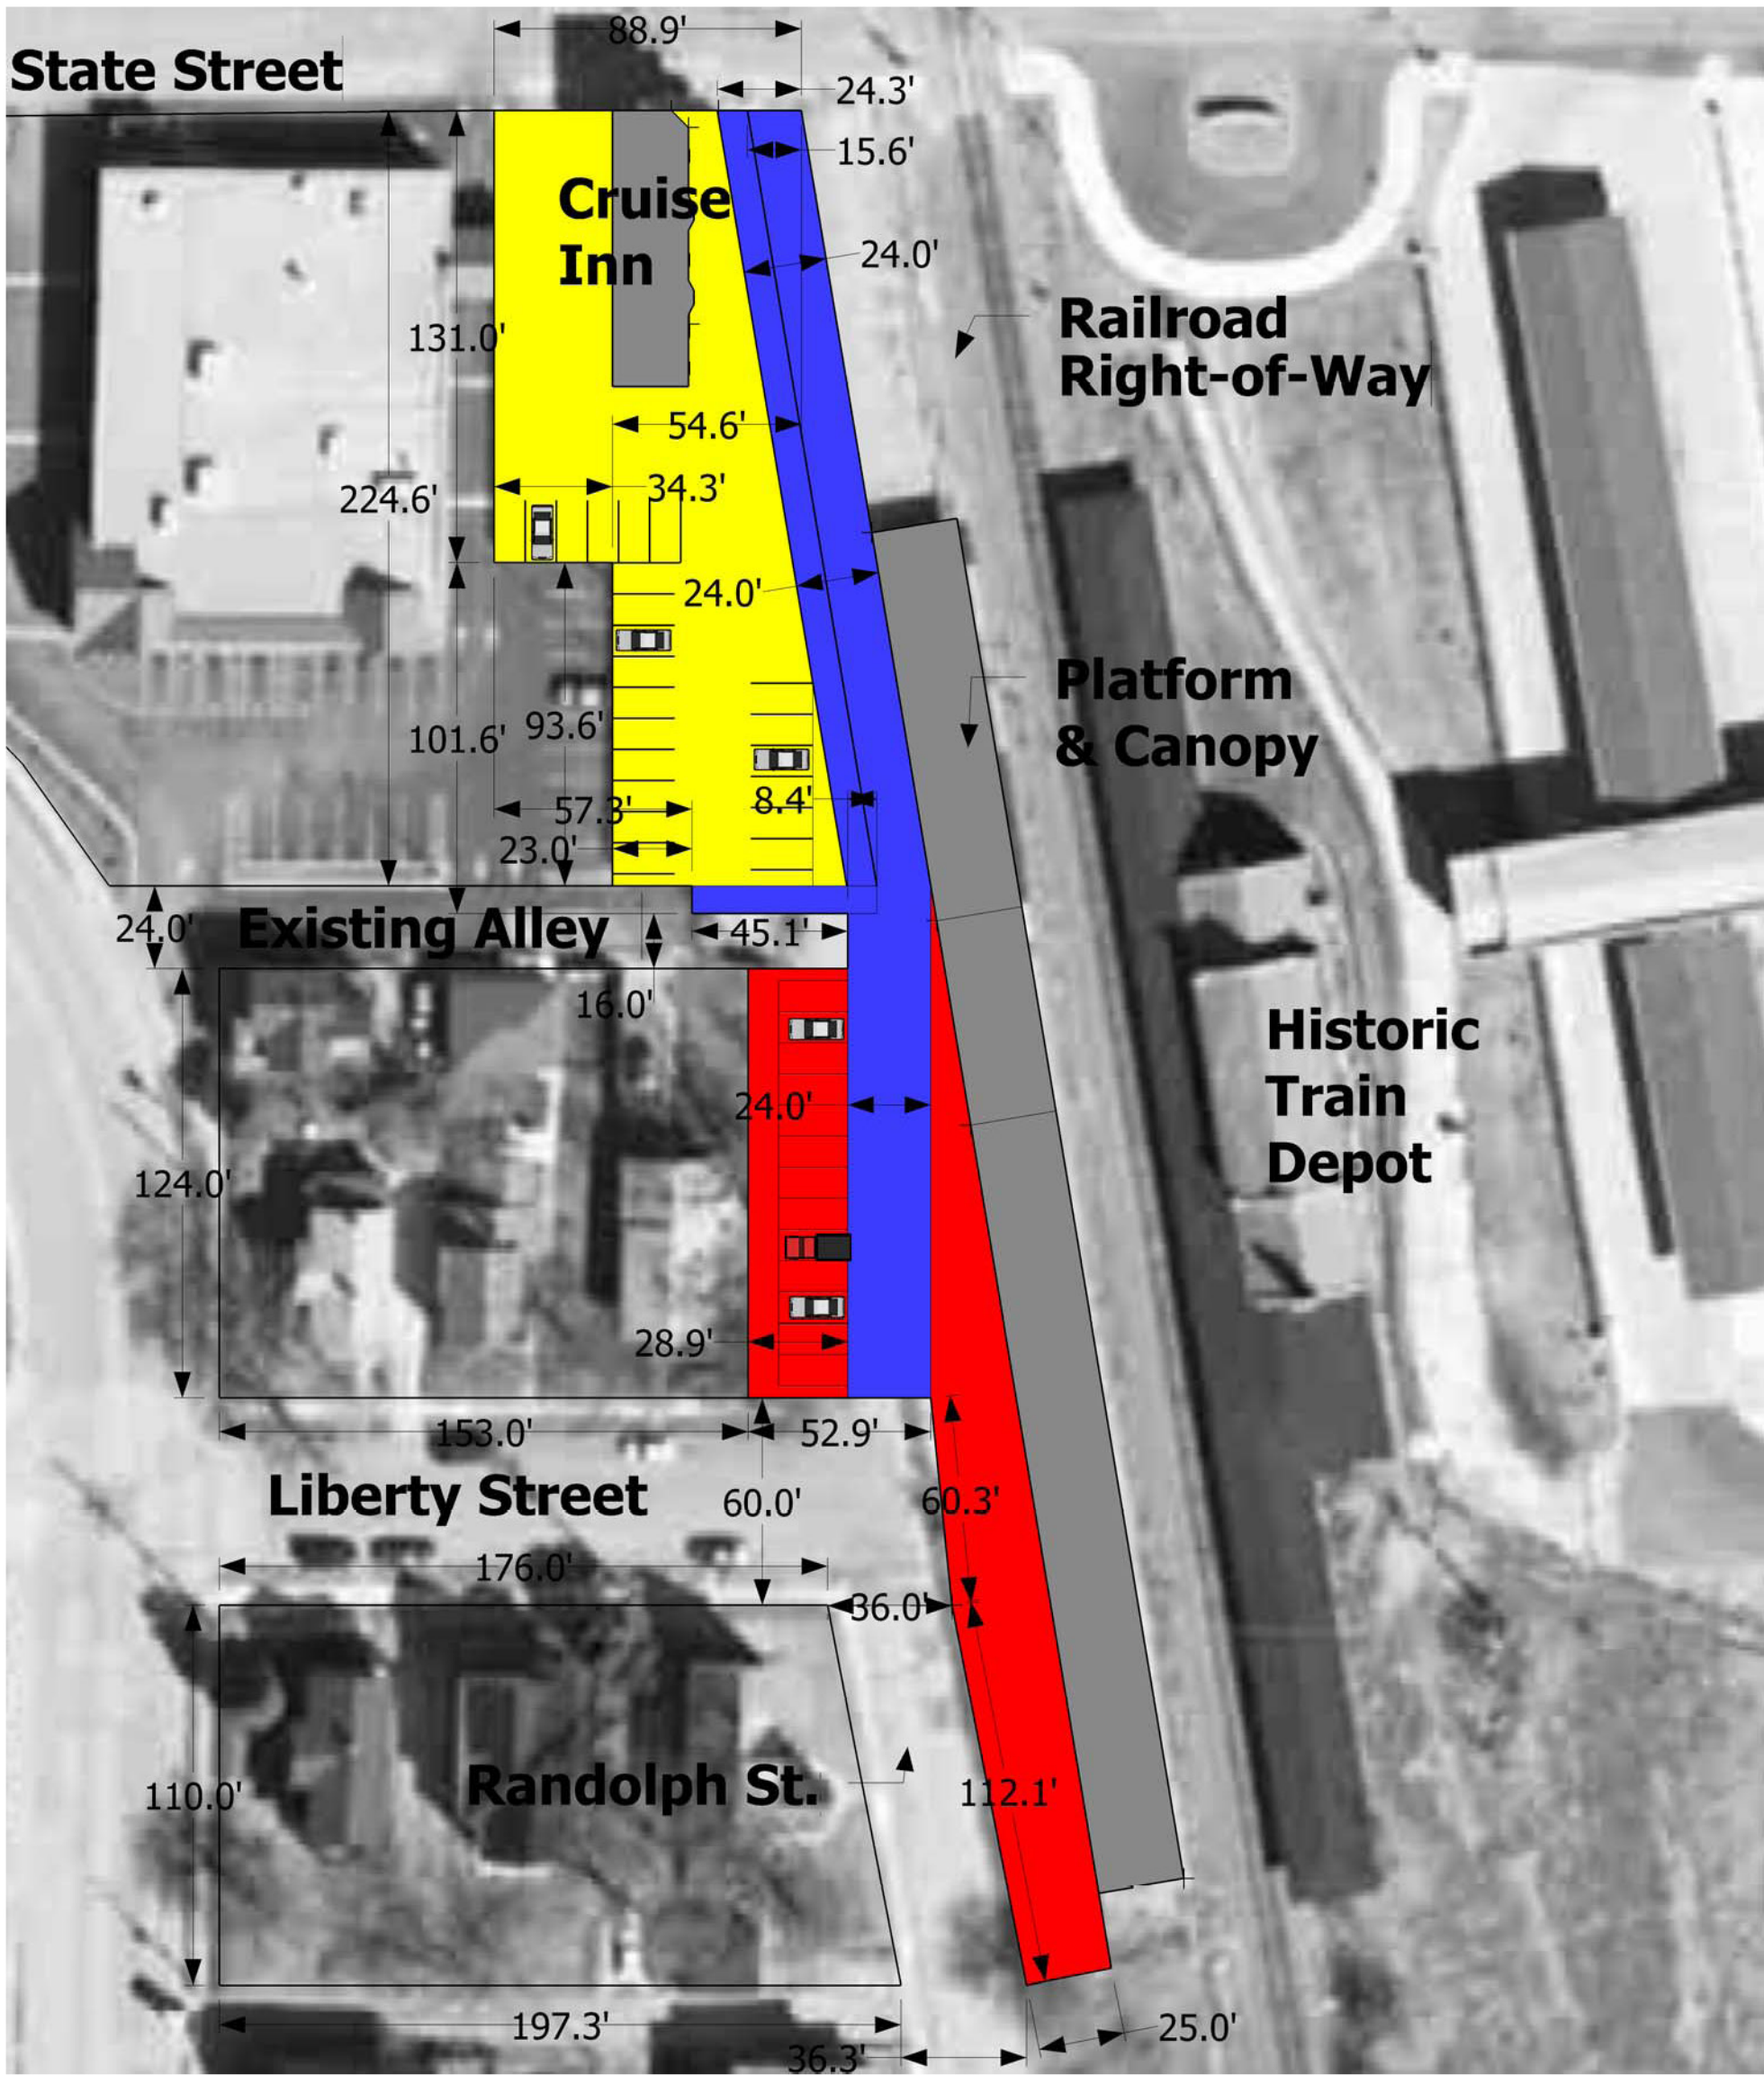 88.9'
State Street
24.3'
15.6'
Cruise
Inn
24.0'
131.0'
Railroad
Right-of-Way
54.6'
34.3'
224.6'
24.0'
Platform
& Canopy
101.6'
93.6'
57.3'
8.4'
23.0'
24.0'
Existing Alley
45.1'
16.0'
Historic
Train
Depot
24.0'
124.0'
28.9'
153.0'
52.9'
Liberty Street
60.0'
60.3'
176.0'
36.0'
110.0'
Randolph St.
112.1'
197.3'
25.0'
36.3'